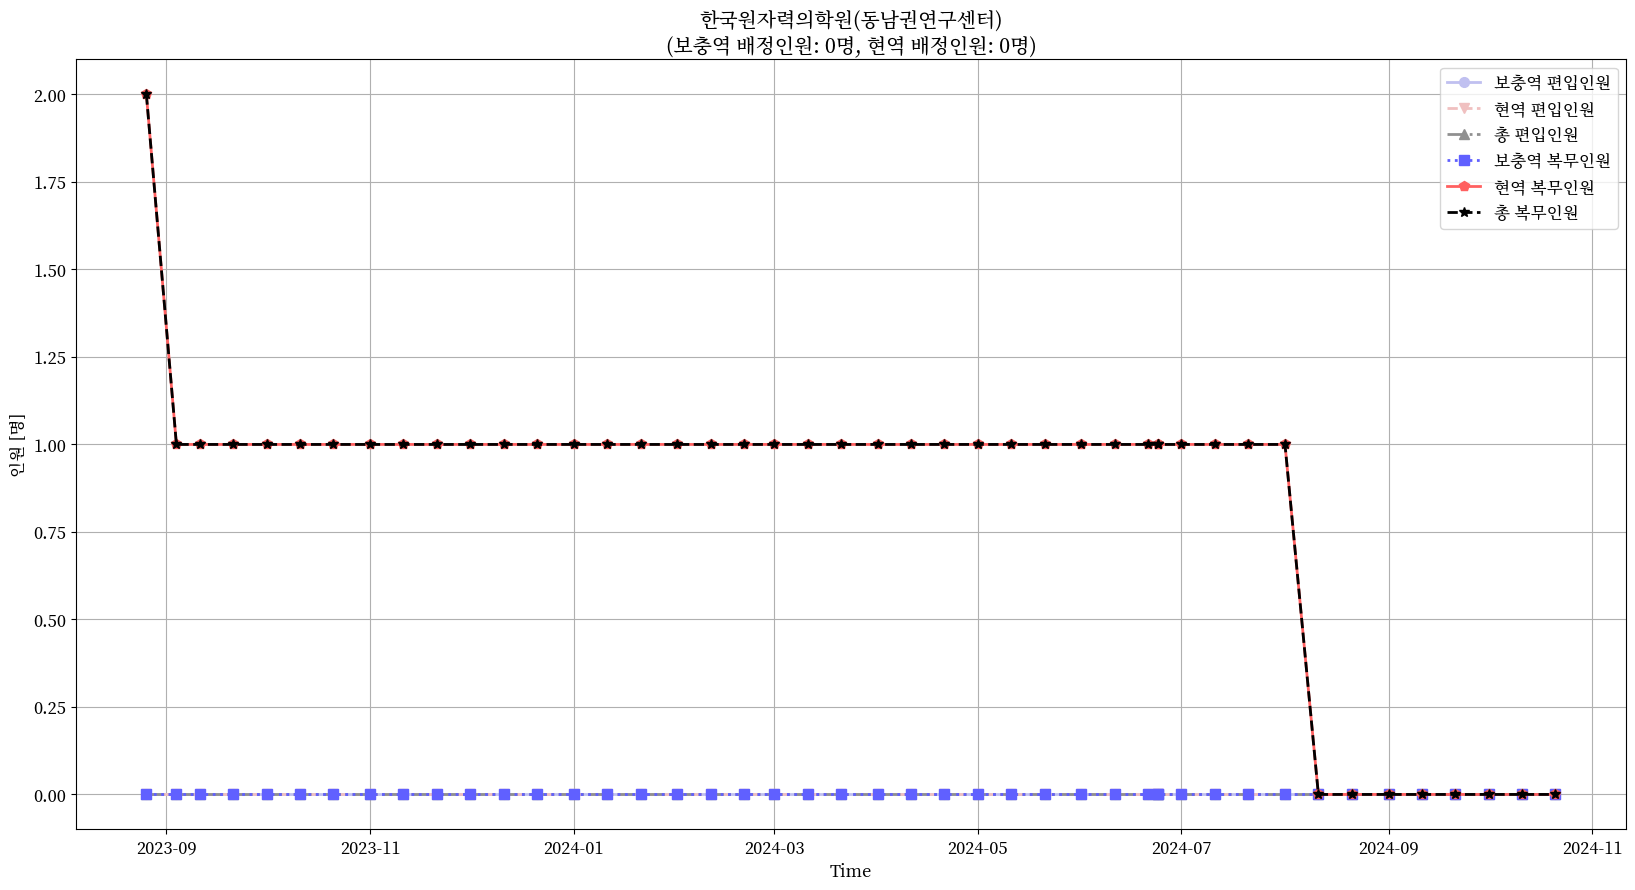 한국원자력의학원(동남권연구센터)
(보충역 배정인원: 0명, 현역 배정인원: 0명)
보충역 편입인원
현역 편입인원
총 편입인원
보충역 복무인원
현역 복무인원
총 복무인원
인원 [명]
2.00
1.75
1.50
1.25
1.00
0.75
0.50
0.25
0.00
2023-09
2023-11
2024-01
2024-03
2024-05
2024-07
2024-09
2024-11
Time